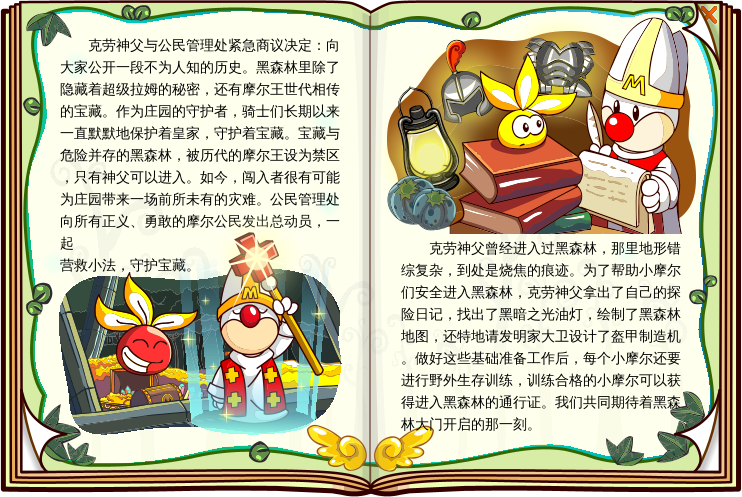 克劳神父与公民管理处紧急商议决定：向
大家公开一段不为人知的历史。黑森林里除了
隐藏着超级拉姆的秘密，还有摩尔王世代相传
的宝藏。作为庄园的守护者，骑士们长期以来
一直默默地保护着皇家，守护着宝藏。宝藏与
危险并存的黑森林，被历代的摩尔王设为禁区
，只有神父可以进入。如今，闯入者很有可能
为庄园带来一场前所未有的灾难。公民管理处
向所有正义、勇敢的摩尔公民发出总动员，一
起
营救小法，守护宝藏。
M
M
克劳神父曾经进入过黑森林，那里地形错
综复杂，到处是烧焦的痕迹。为了帮助小摩尔
们安全进入黑森林，克劳神父拿出了自己的探
险日记，找出了黑暗之光油灯，绘制了黑森林
地图，还特地请发明家大卫设计了盔甲制造机
。做好这些基础准备工作后，每个小摩尔还要
进行野外生存训练，训练合格的小摩尔可以获
得进入黑森林的通行证。我们共同期待着黑森
林大门开启的那一刻。